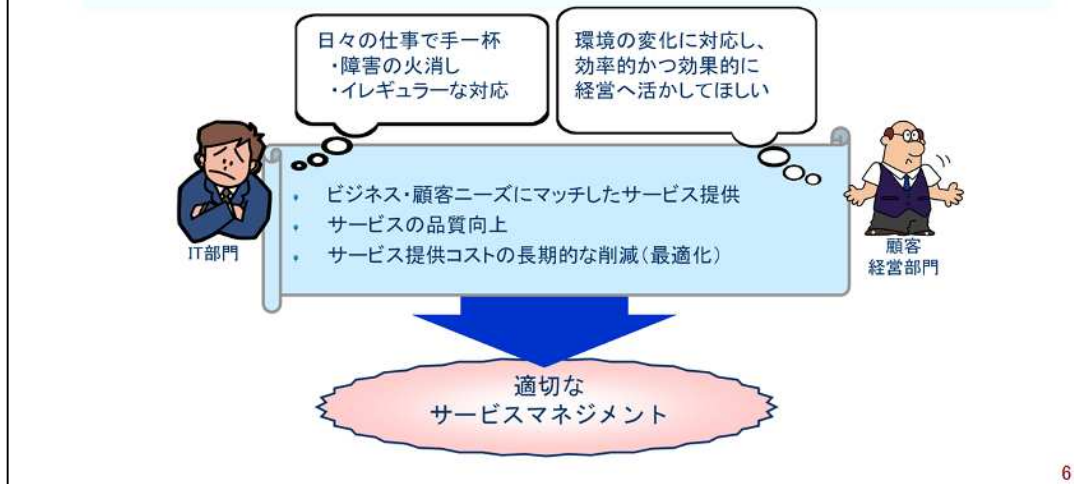 日々の仕事で手一杯
・障害の火消し
・イレギュラーな対応
環境の変化に対応し、
効率的かつ効果的に
経営へ活かしてほしい
IT部門
• ビジネス・顧客ニーズにマッチしたサービス提供
• サービスの品質向上
• サービス提供コストの長期的な削減(最適化)
顧客
経営部門
適切な
サービスマネジメント
6